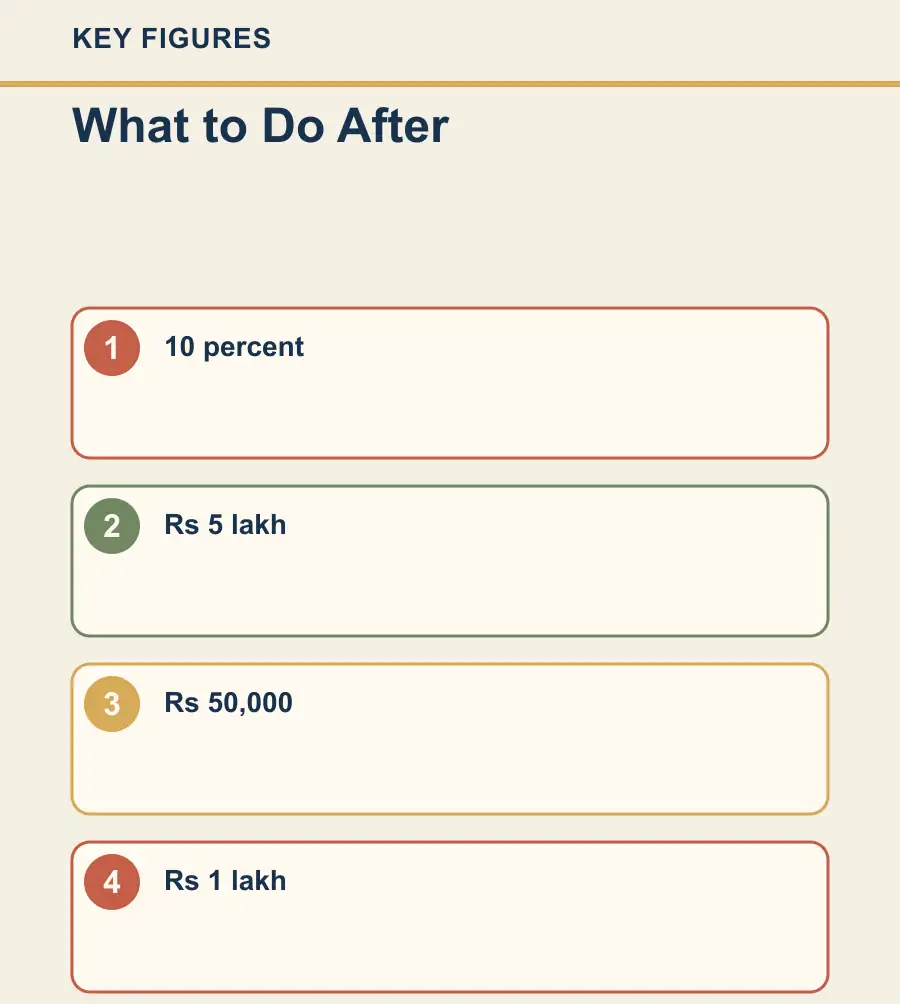 KEY FIGURES
What to Do After
1
10 percent
2
Rs 5 lakh
3
Rs 50,000
4
Rs 1 lakh